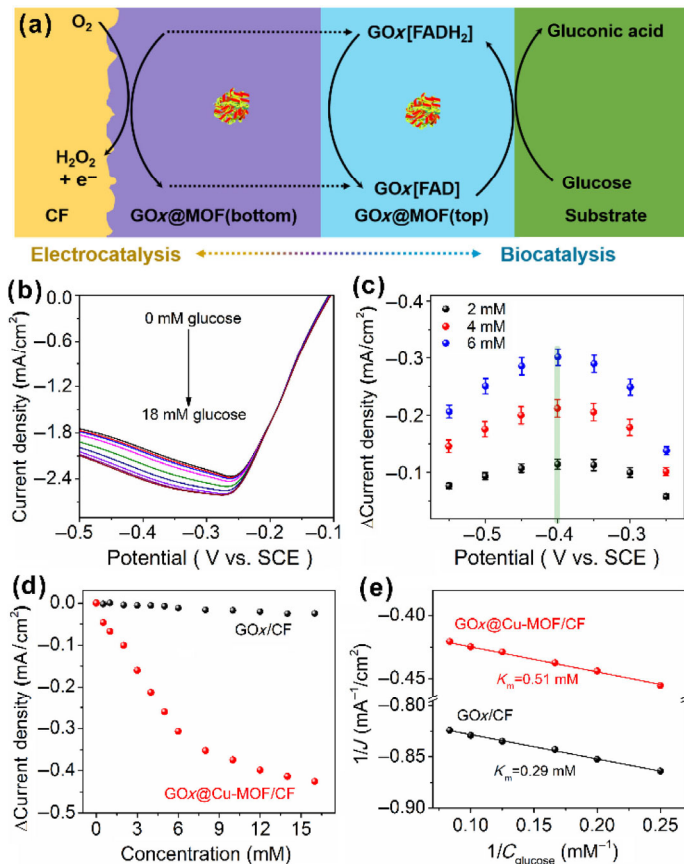 (a)
O₂
GOx[FADH₂]
Gluconic acid
H₂O₂
+ e⁻
GOx[FAD]
Glucose
CF
GOx@MOF(bottom)
GOx@MOF(top)
Substrate
Electrocatalysis
Biocatalysis
(b)
Current density (mA/cm²)
0.0
−0.6
−1.2
−1.8
−2.4
0 mM glucose
18 mM glucose
−0.5
−0.4
−0.3
−0.2
−0.1
Potential ( V vs. SCE )
(c)
ΔCurrent density (mA/cm²)
−0.4
−0.3
−0.2
−0.1
2 mM
4 mM
6 mM
−0.5
−0.4
−0.3
Potential ( V vs. SCE )
(d)
ΔCurrent density (mA/cm²)
0.0
−0.1
−0.2
−0.3
−0.4
−0.5
GOx/CF
GOx@Cu-MOF/CF
0
3
6
9
12
15
Concentration (mM)
(e)
1/J (mA⁻¹/cm²)
−0.40
−0.45
−0.80
−0.85
−0.90
GOx@Cu-MOF/CF
Kₘ=0.51 mM
GOx/CF
Kₘ=0.29 mM
0.10
0.15
0.20
0.25
1/C glucose (mM⁻¹)